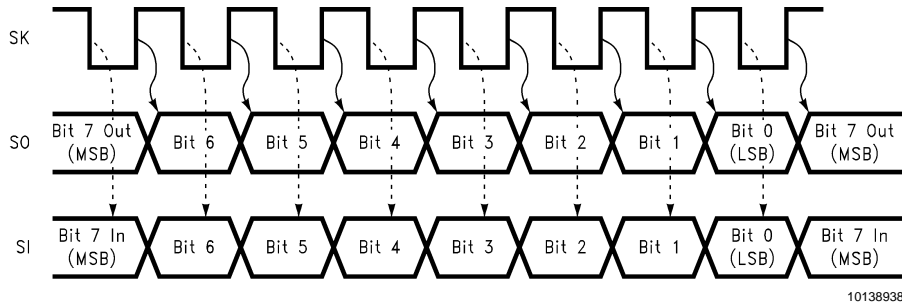 SK
SO
Bit 7 Out
(MSB)
Bit 6
Bit 5
Bit 4
Bit 3
Bit 2
Bit 1
Bit 0
(LSB)
Bit 7 Out
(MSB)
SI
Bit 7 In
(MSB)
Bit 6
Bit 5
Bit 4
Bit 3
Bit 2
Bit 1
Bit 0
(LSB)
Bit 7 In
(MSB)
10138938